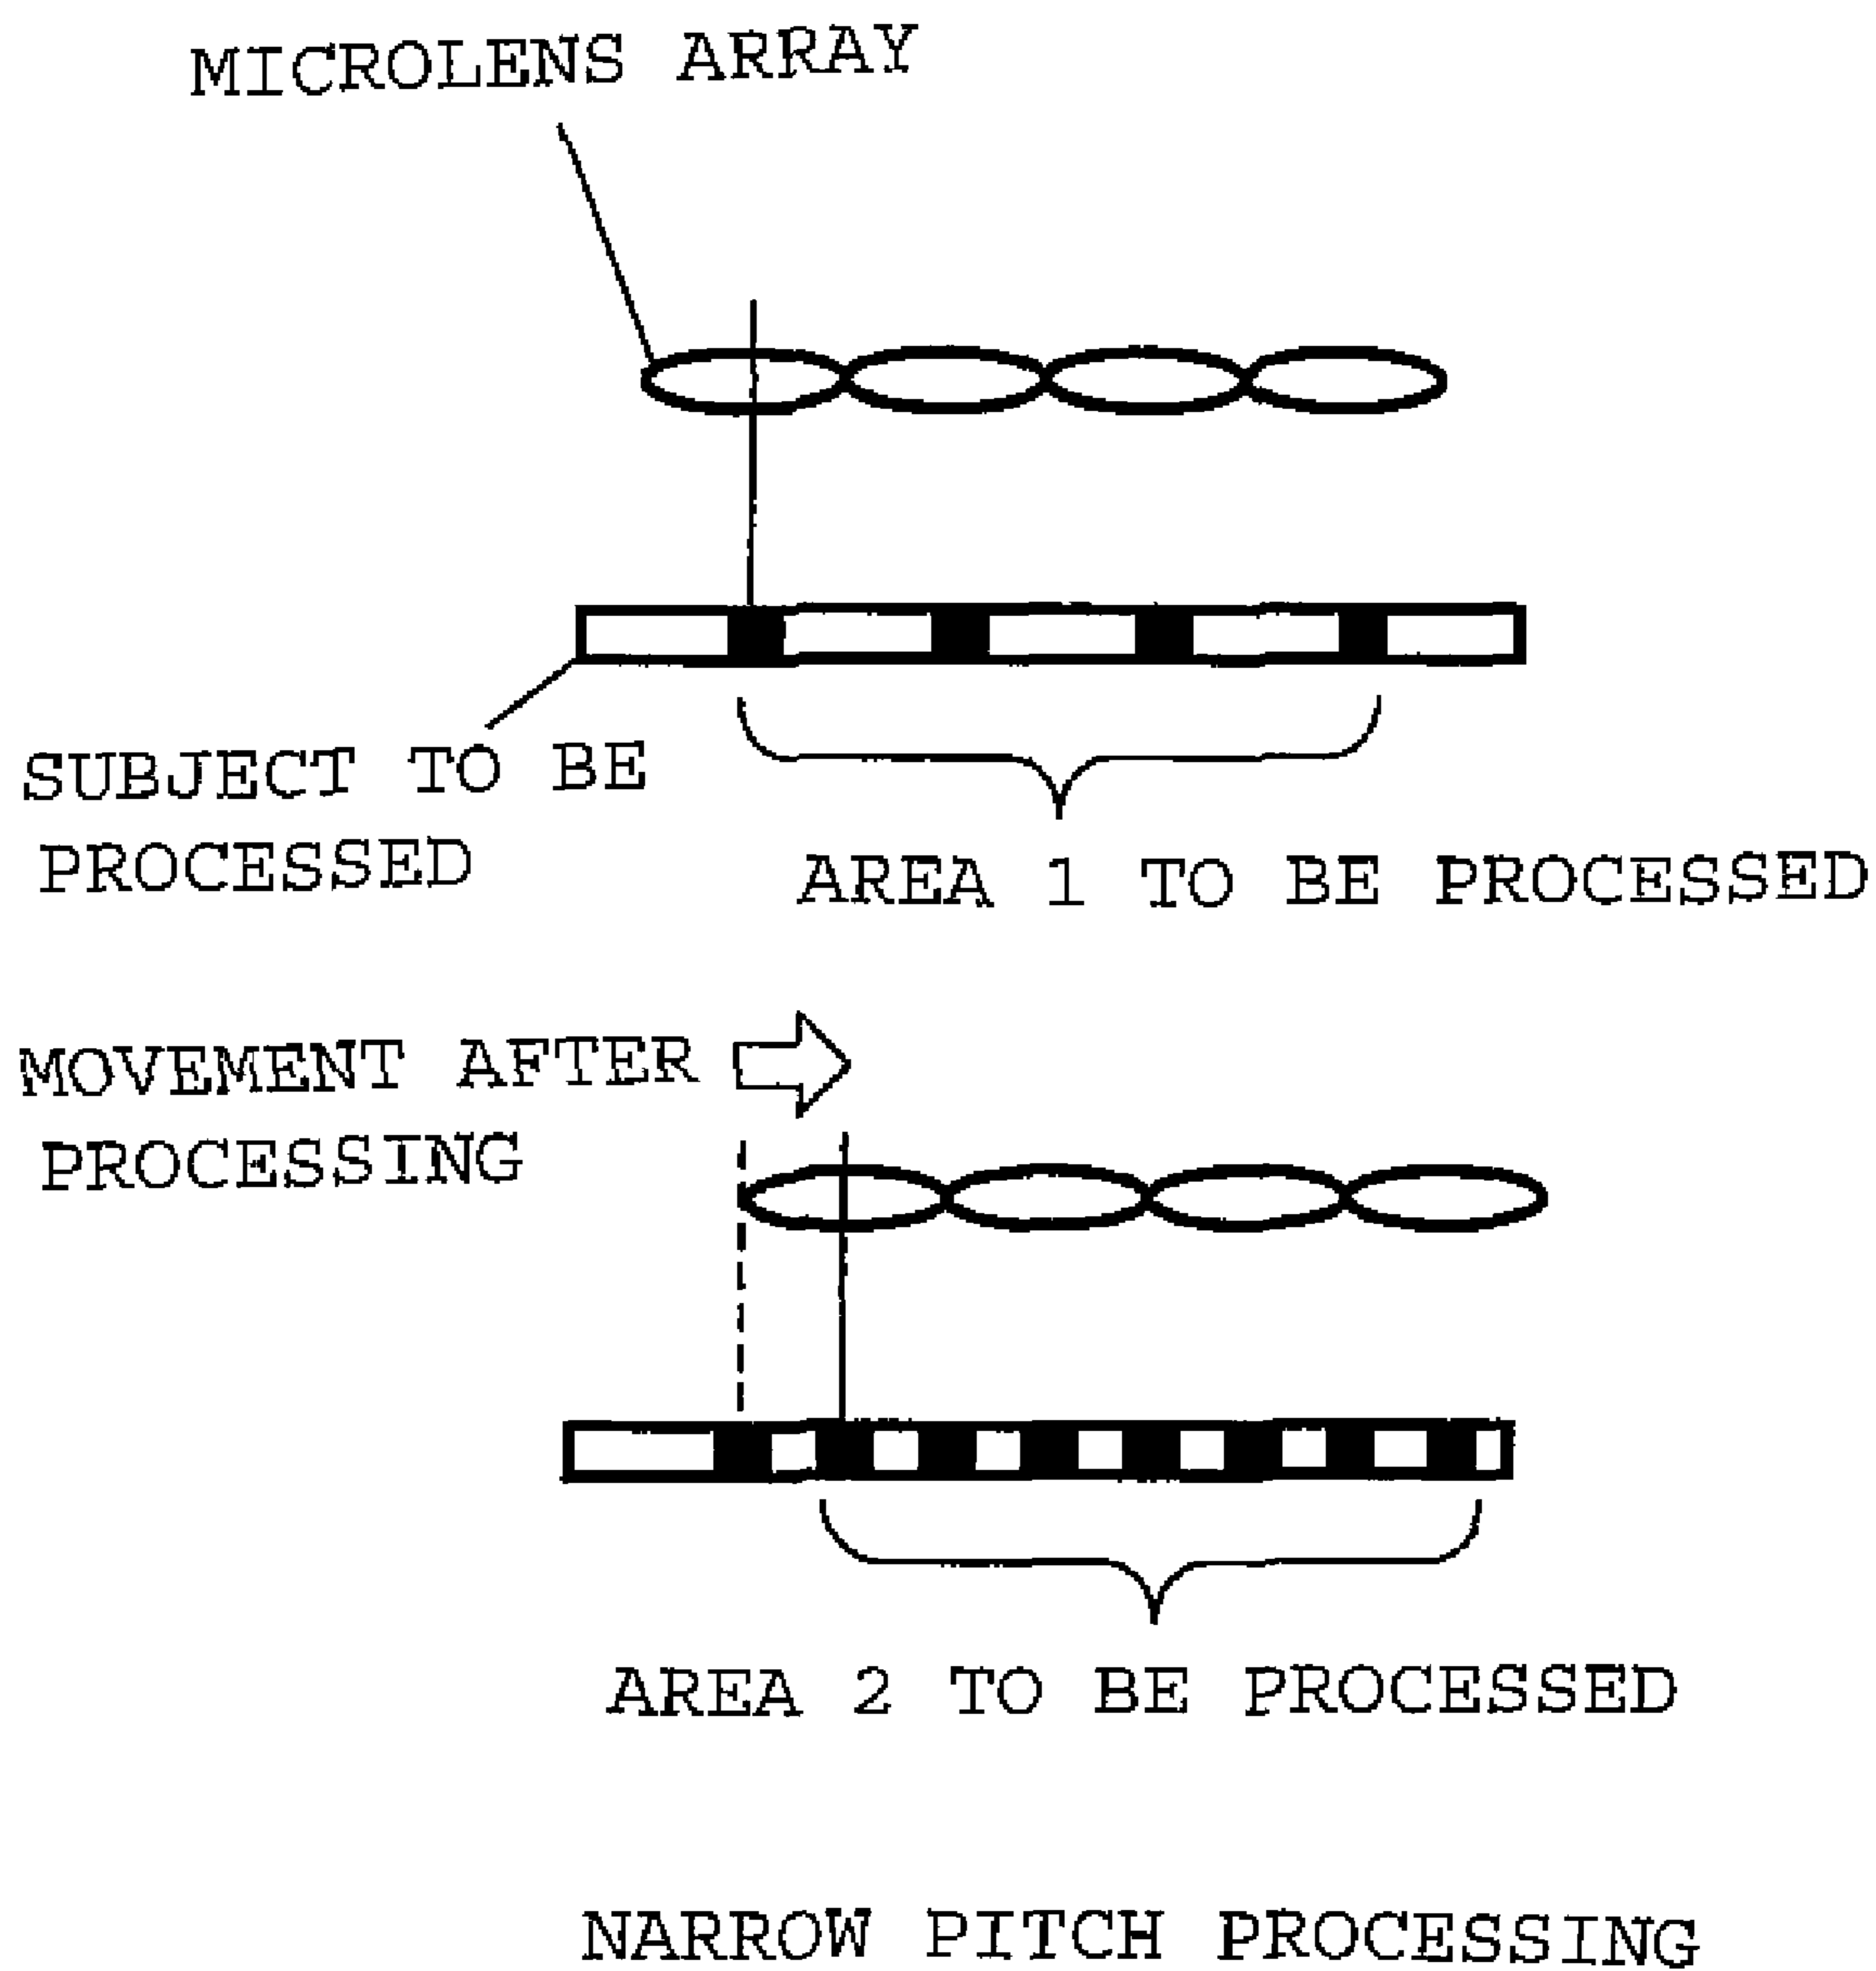 MICROLENS ARRAY
SUBJECT TO BE
PROCESSED
AREA 1 TO BE PROCESSED
MOVEMENT AFTER
PROCESSING
AREA 2 TO BE PROCESSED
NARROW PITCH PROCESSING